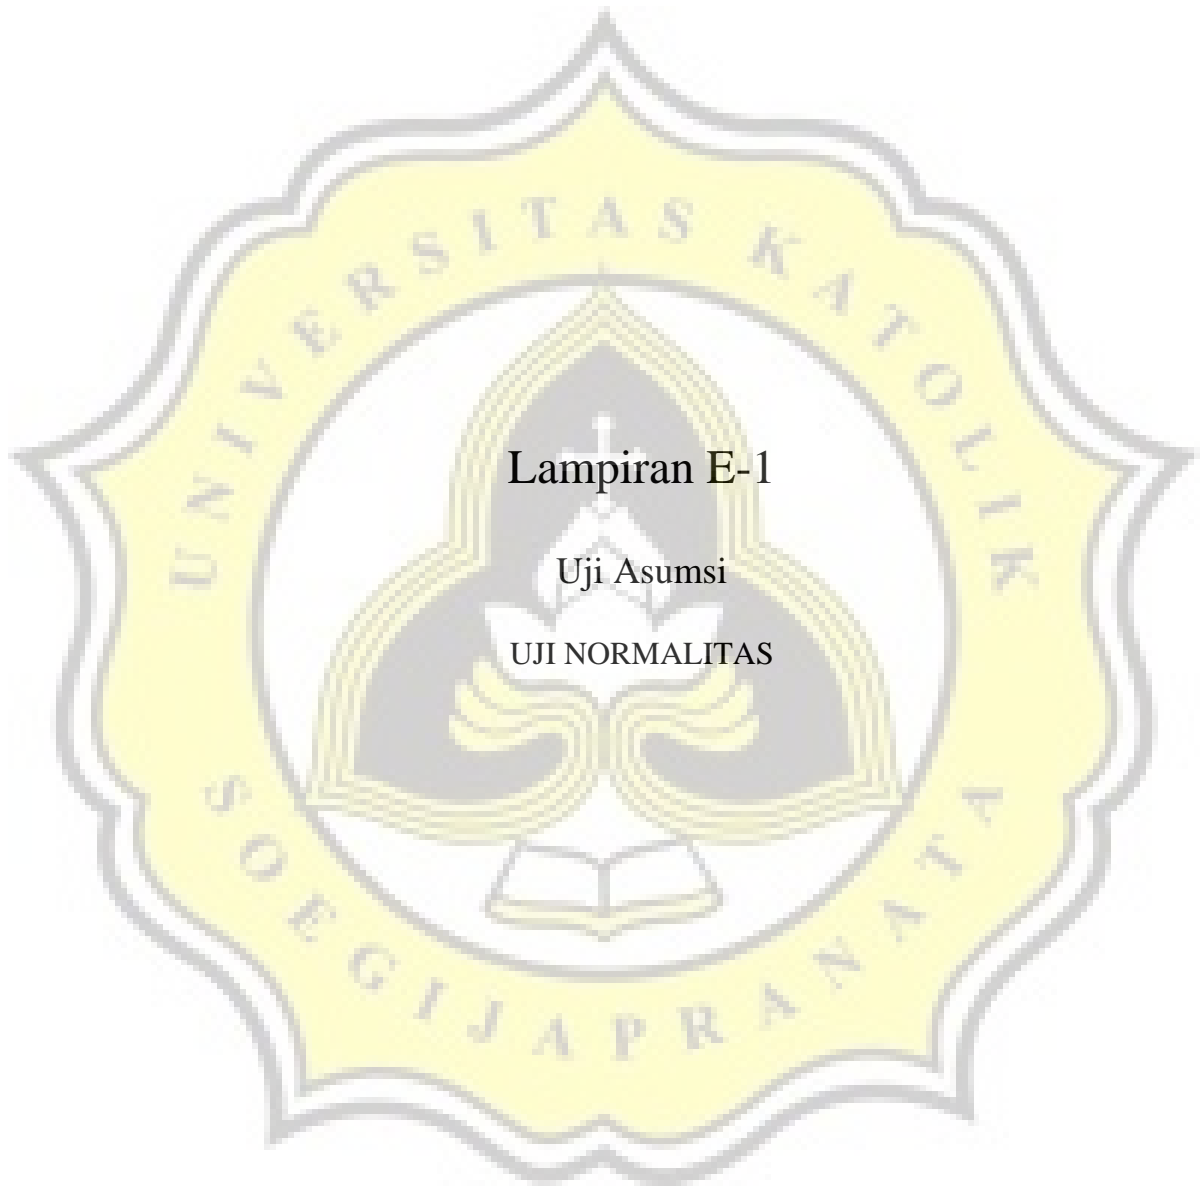 UNIVERSITAS KATOLIK
Lampiran E-1
Uji Asumsi
UJI NORMALITAS
SOEGIJAPRANATA